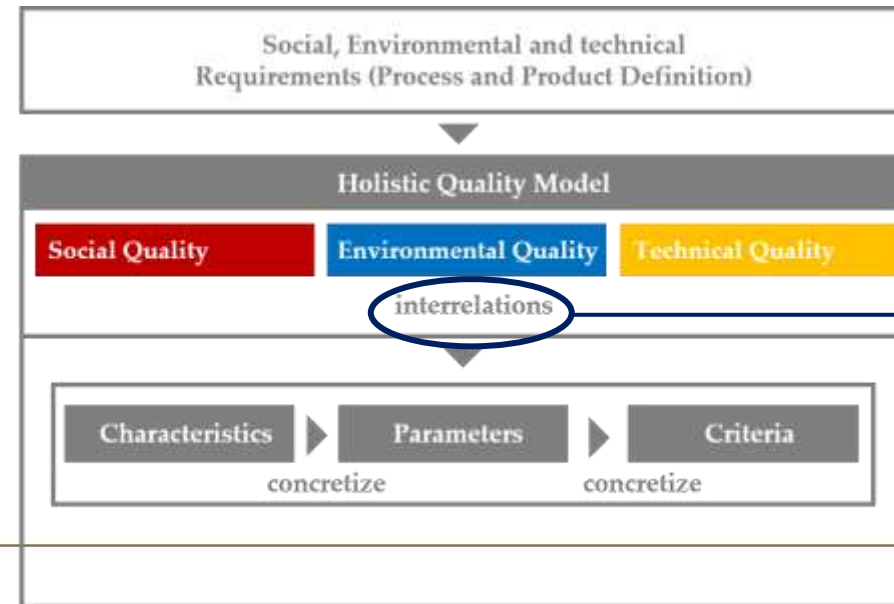 Social, Environmental and technical
Requirements (Process and Product Definition)
Holistic Quality Model
Social Quality
Environmental Quality
Technical Quality
interrelations
Characteristics
Parameters
Criteria
concretize
concretize